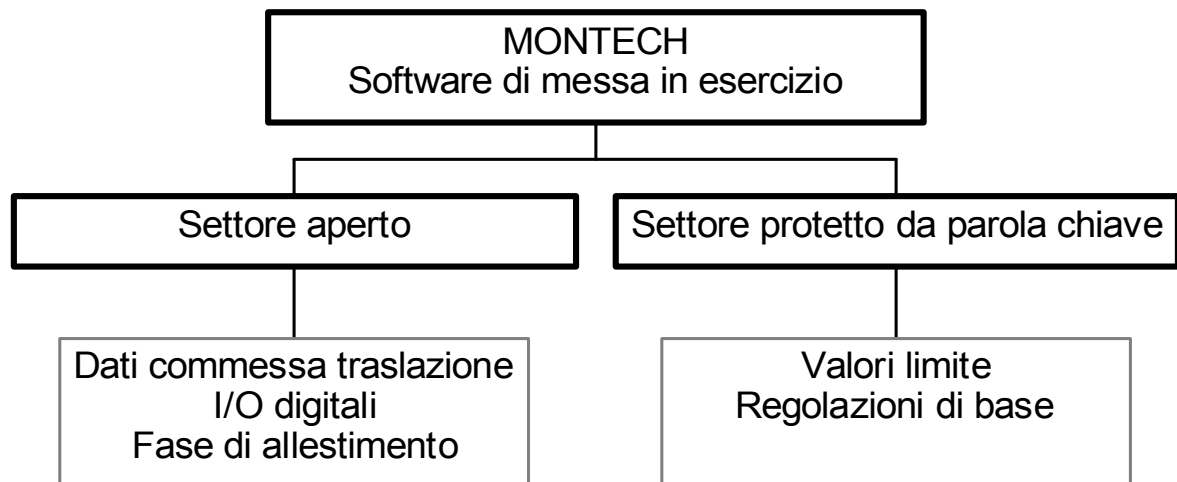 MONTECH
Software di messa in esercizio
Settore aperto
Settore protetto da parola chiave
Dati commessa traslazione
I/O digitali
Fase di allestimento
Valori limite
Regolazioni di base